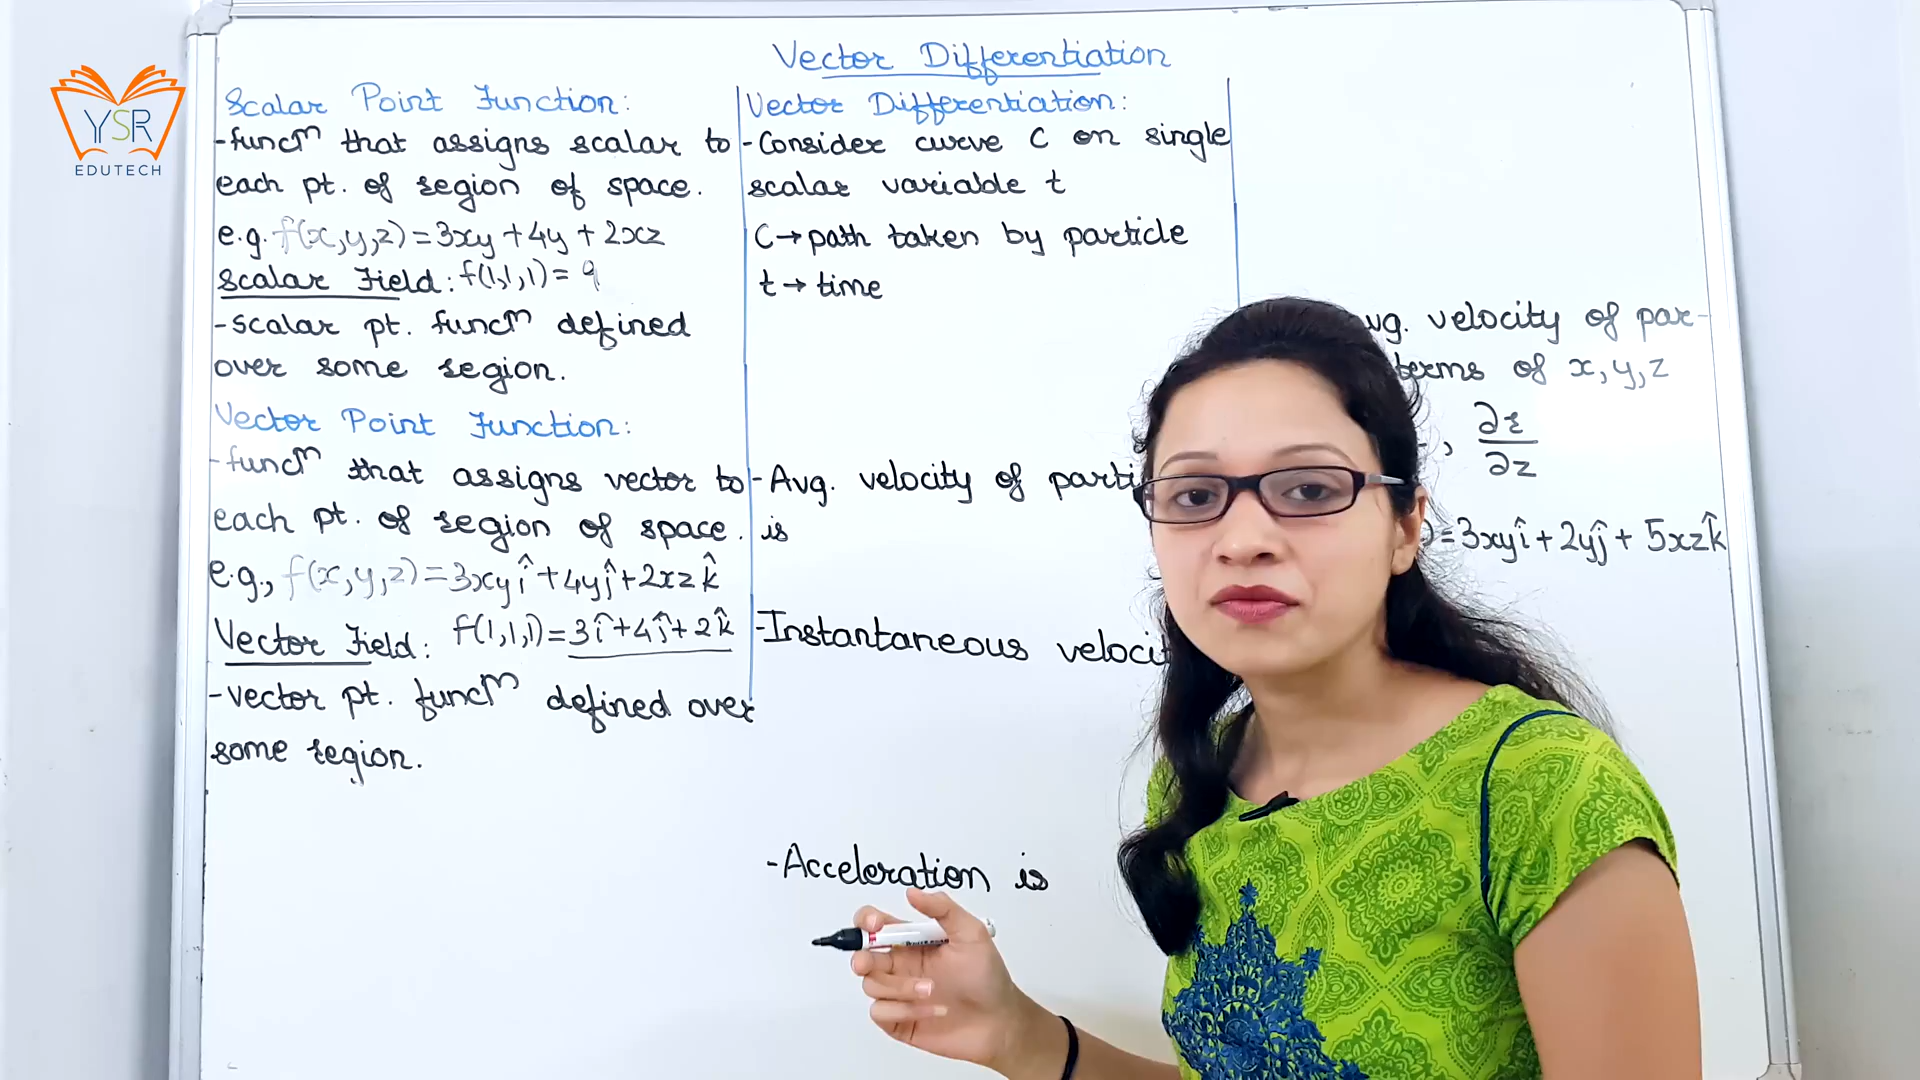 YSR
EDUTECH
Vector Differentiation
Scalar Point Function:
-funcⁿ that assigns scalar to
each pt. of region of space.
e.g. f(x,y,z)=3xy+4y+2xz
Scalar Field: f(1,1,1)= 9
-scalar pt. funcⁿ defined
over some region.
Vector Point Function:
-funcⁿ that assigns vector to
each pt. of region of space.
e.g., f(x,y,z)=3xyî+4yĵ+2xzk̂
Vector Field: f(1,1,1)=3î+4ĵ+2k̂
-vector pt. funcⁿ defined over
some region.
Vector Differentiation:
-Consider curve C on single
scalar variable t
C→path taken by particle
t→time
-Avg. velocity of parti
is
-Instantaneous veloci
-Acceleration is
vg. velocity of par-
terms of x,y,z
, ∂r/∂z
)=3xyî+2yĵ+5xzk̂